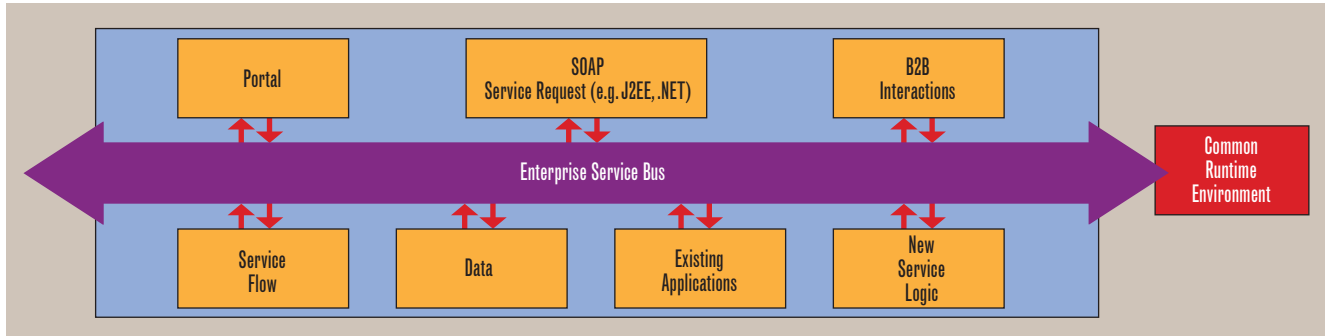 Portal
SOAP
Service Request (e.g. J2EE, .NET)
B2B
Interactions
Enterprise Service Bus
Common
Runtime
Environment
Service
Flow
Data
Existing
Applications
New
Service
Logic